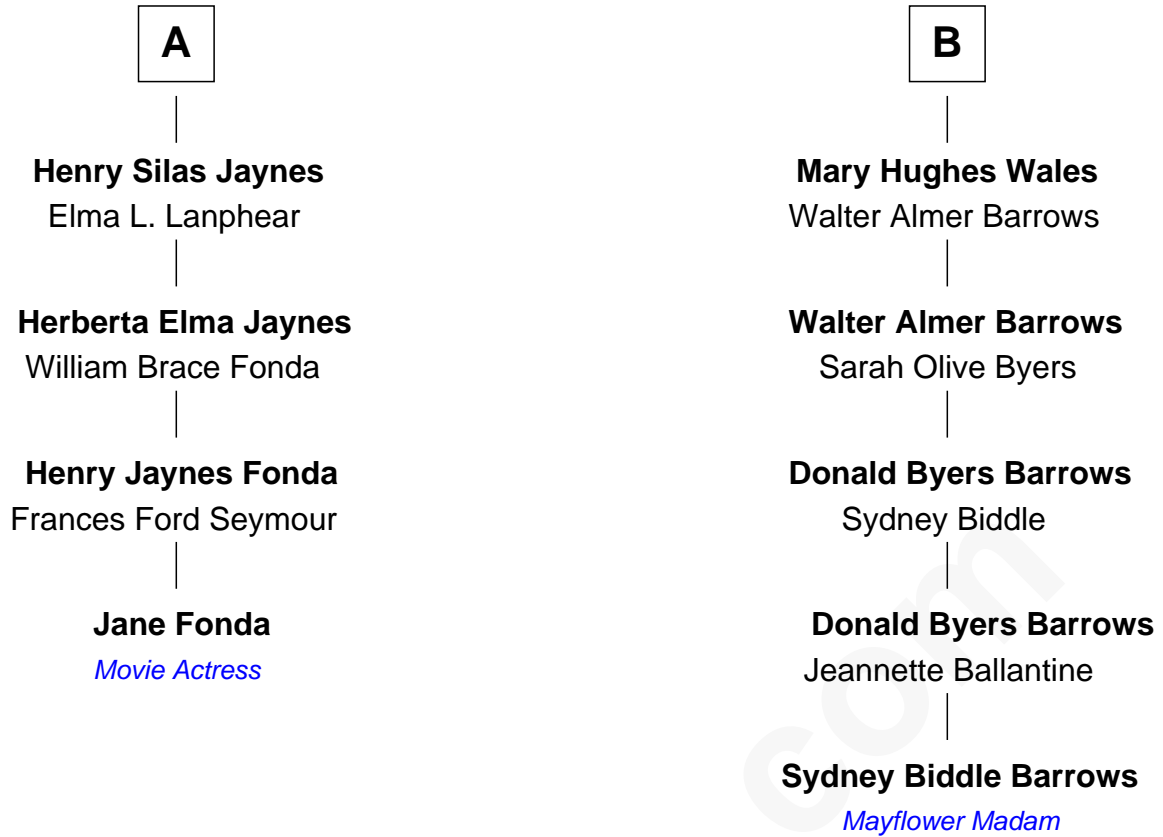 A
Henry Silas Jaynes
Elma L. Lanphear
Herberta Elma Jaynes
William Brace Fonda
Henry Jaynes Fonda
Frances Ford Seymour
Jane Fonda
Movie Actress
B
Mary Hughes Wales
Walter Almer Barrows
Walter Almer Barrows
Sarah Olive Byers
Donald Byers Barrows
Sydney Biddle
Donald Byers Barrows
Jeannette Ballantine
Sydney Biddle Barrows
Mayflower Madam
com